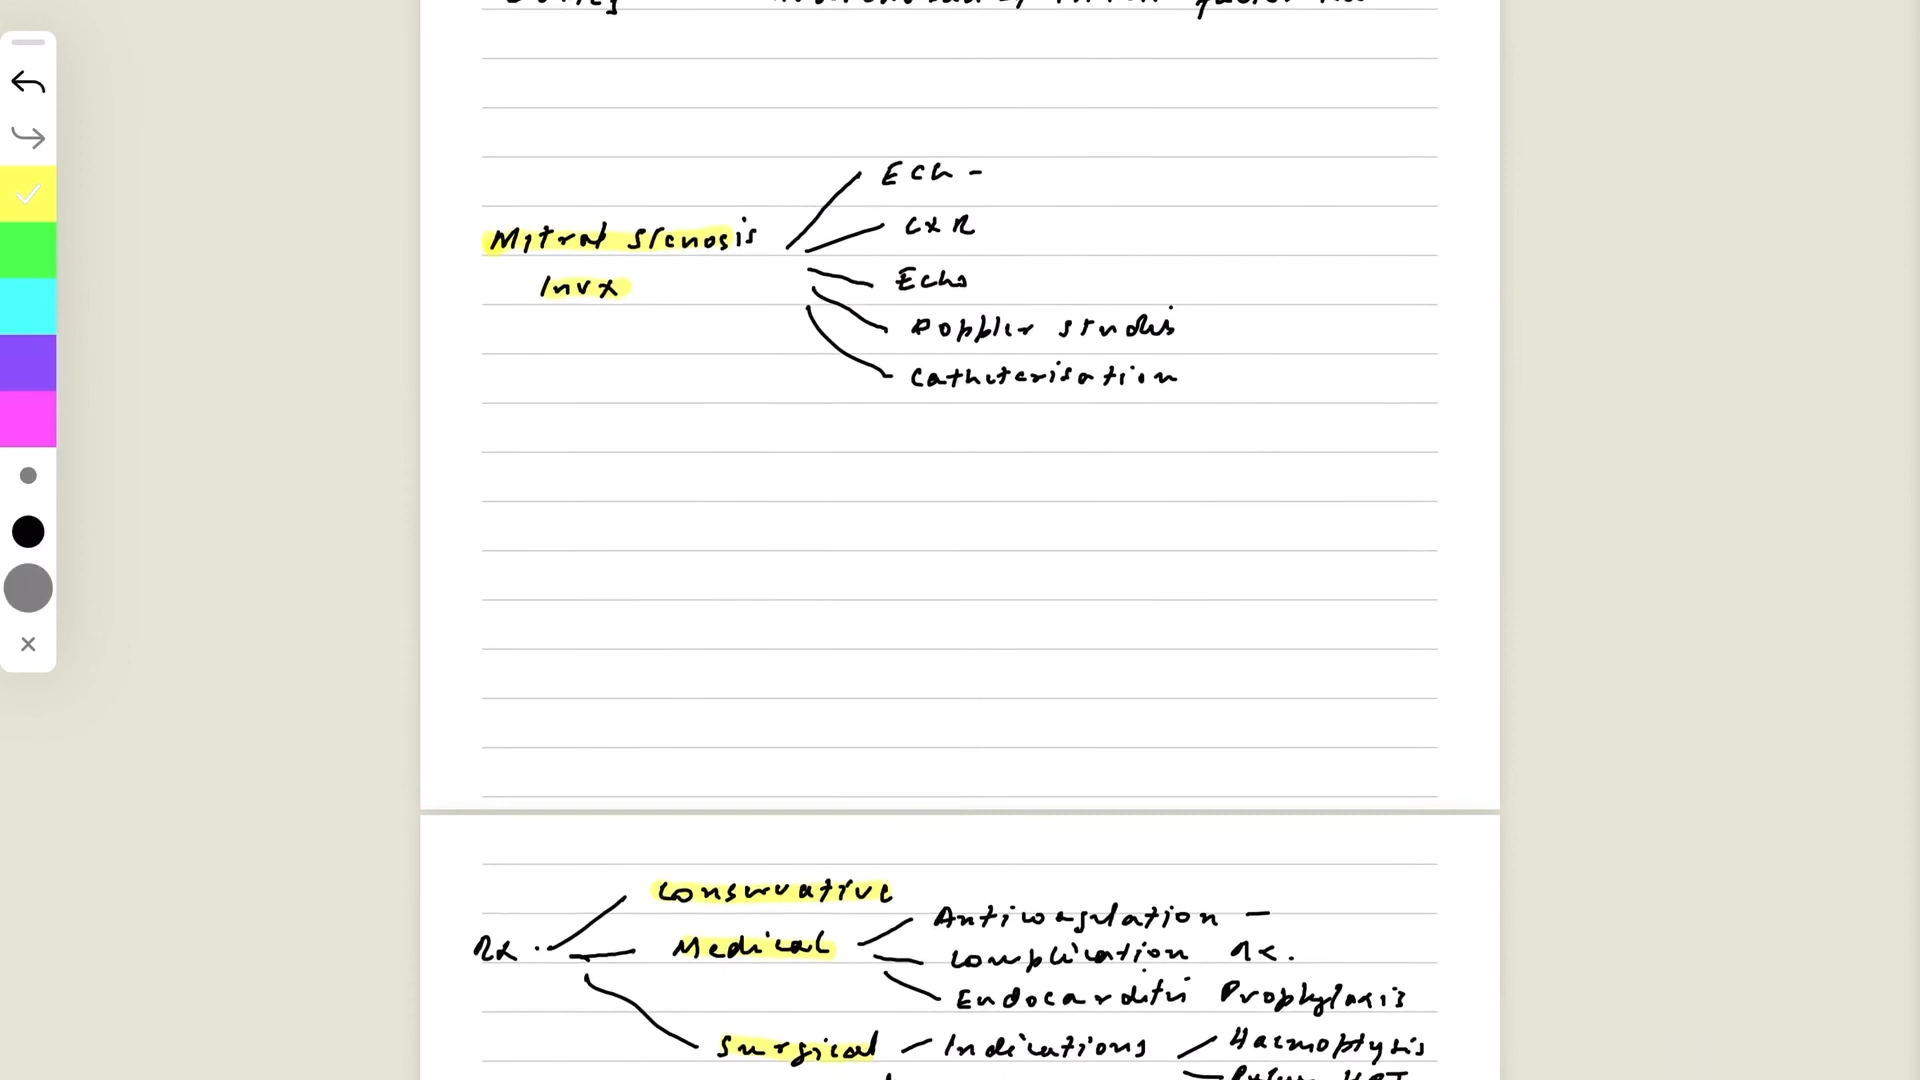 Mitral Stenosis
Invx
ECG -
CXR
Echo
Doppler studies
Catheterisation
Rx.
Conservative
Medical
Anticoagulation -
Complication Rx.
Endocarditis Prophylaxis
Surgical - Indications
Haemoptysis